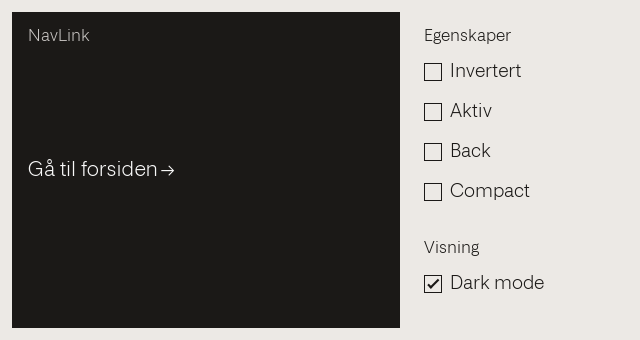 NavLink
Gå til forsiden →
Egenskaper
Invertert
Aktiv
Back
Compact
Visning
Dark mode